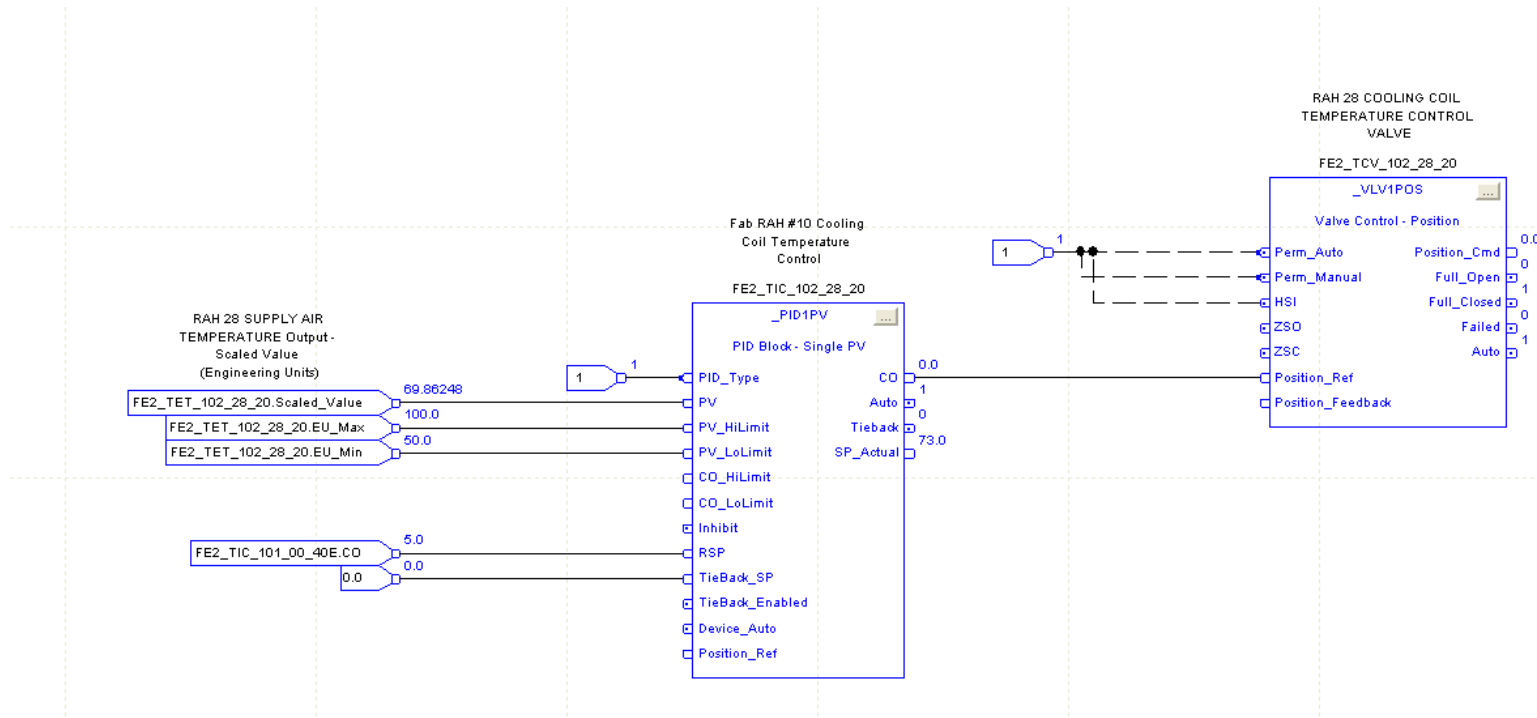 RAH 28 COOLING COIL
TEMPERATURE CONTROL
VALVE
FE2_TCV_102_28_20
_VLV1POS
...
Valve Control - Position
1
1
Perm_Auto
Position_Cmd
0.0
Perm_Manual
Full_Open
0
HSI
Full_Closed
1
ZSO
Failed
0
ZSC
Auto
1
Position_Ref
Position_Feedback
Fab RAH #10 Cooling
Coil Temperature
Control
FE2_TIC_102_28_20
_PID1PV
...
PID Block - Single PV
1
1
PID_Type
CO
0.0
PV
Auto
1
PV_HiLimit
Tieback
0
PV_LoLimit
SP_Actual
73.0
CO_HiLimit
CO_LoLimit
Inhibit
RSP
TieBack_SP
TieBack_Enabled
Device_Auto
Position_Ref
RAH 28 SUPPLY AIR
TEMPERATURE Output -
Scaled Value
(Engineering Units)
FE2_TET_102_28_20.Scaled_Value
69.86248
FE2_TET_102_28_20.EU_Max
100.0
FE2_TET_102_28_20.EU_Min
50.0
FE2_TIC_101_00_40E.CO
5.0
0.0
0.0